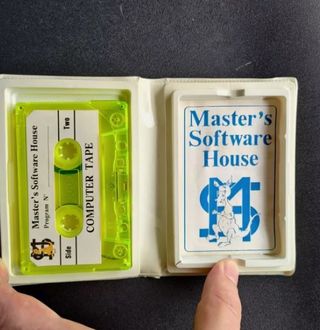 Master's Software House
Program N°
Side
Two
COMPUTER TAPE
Master's
Software
House